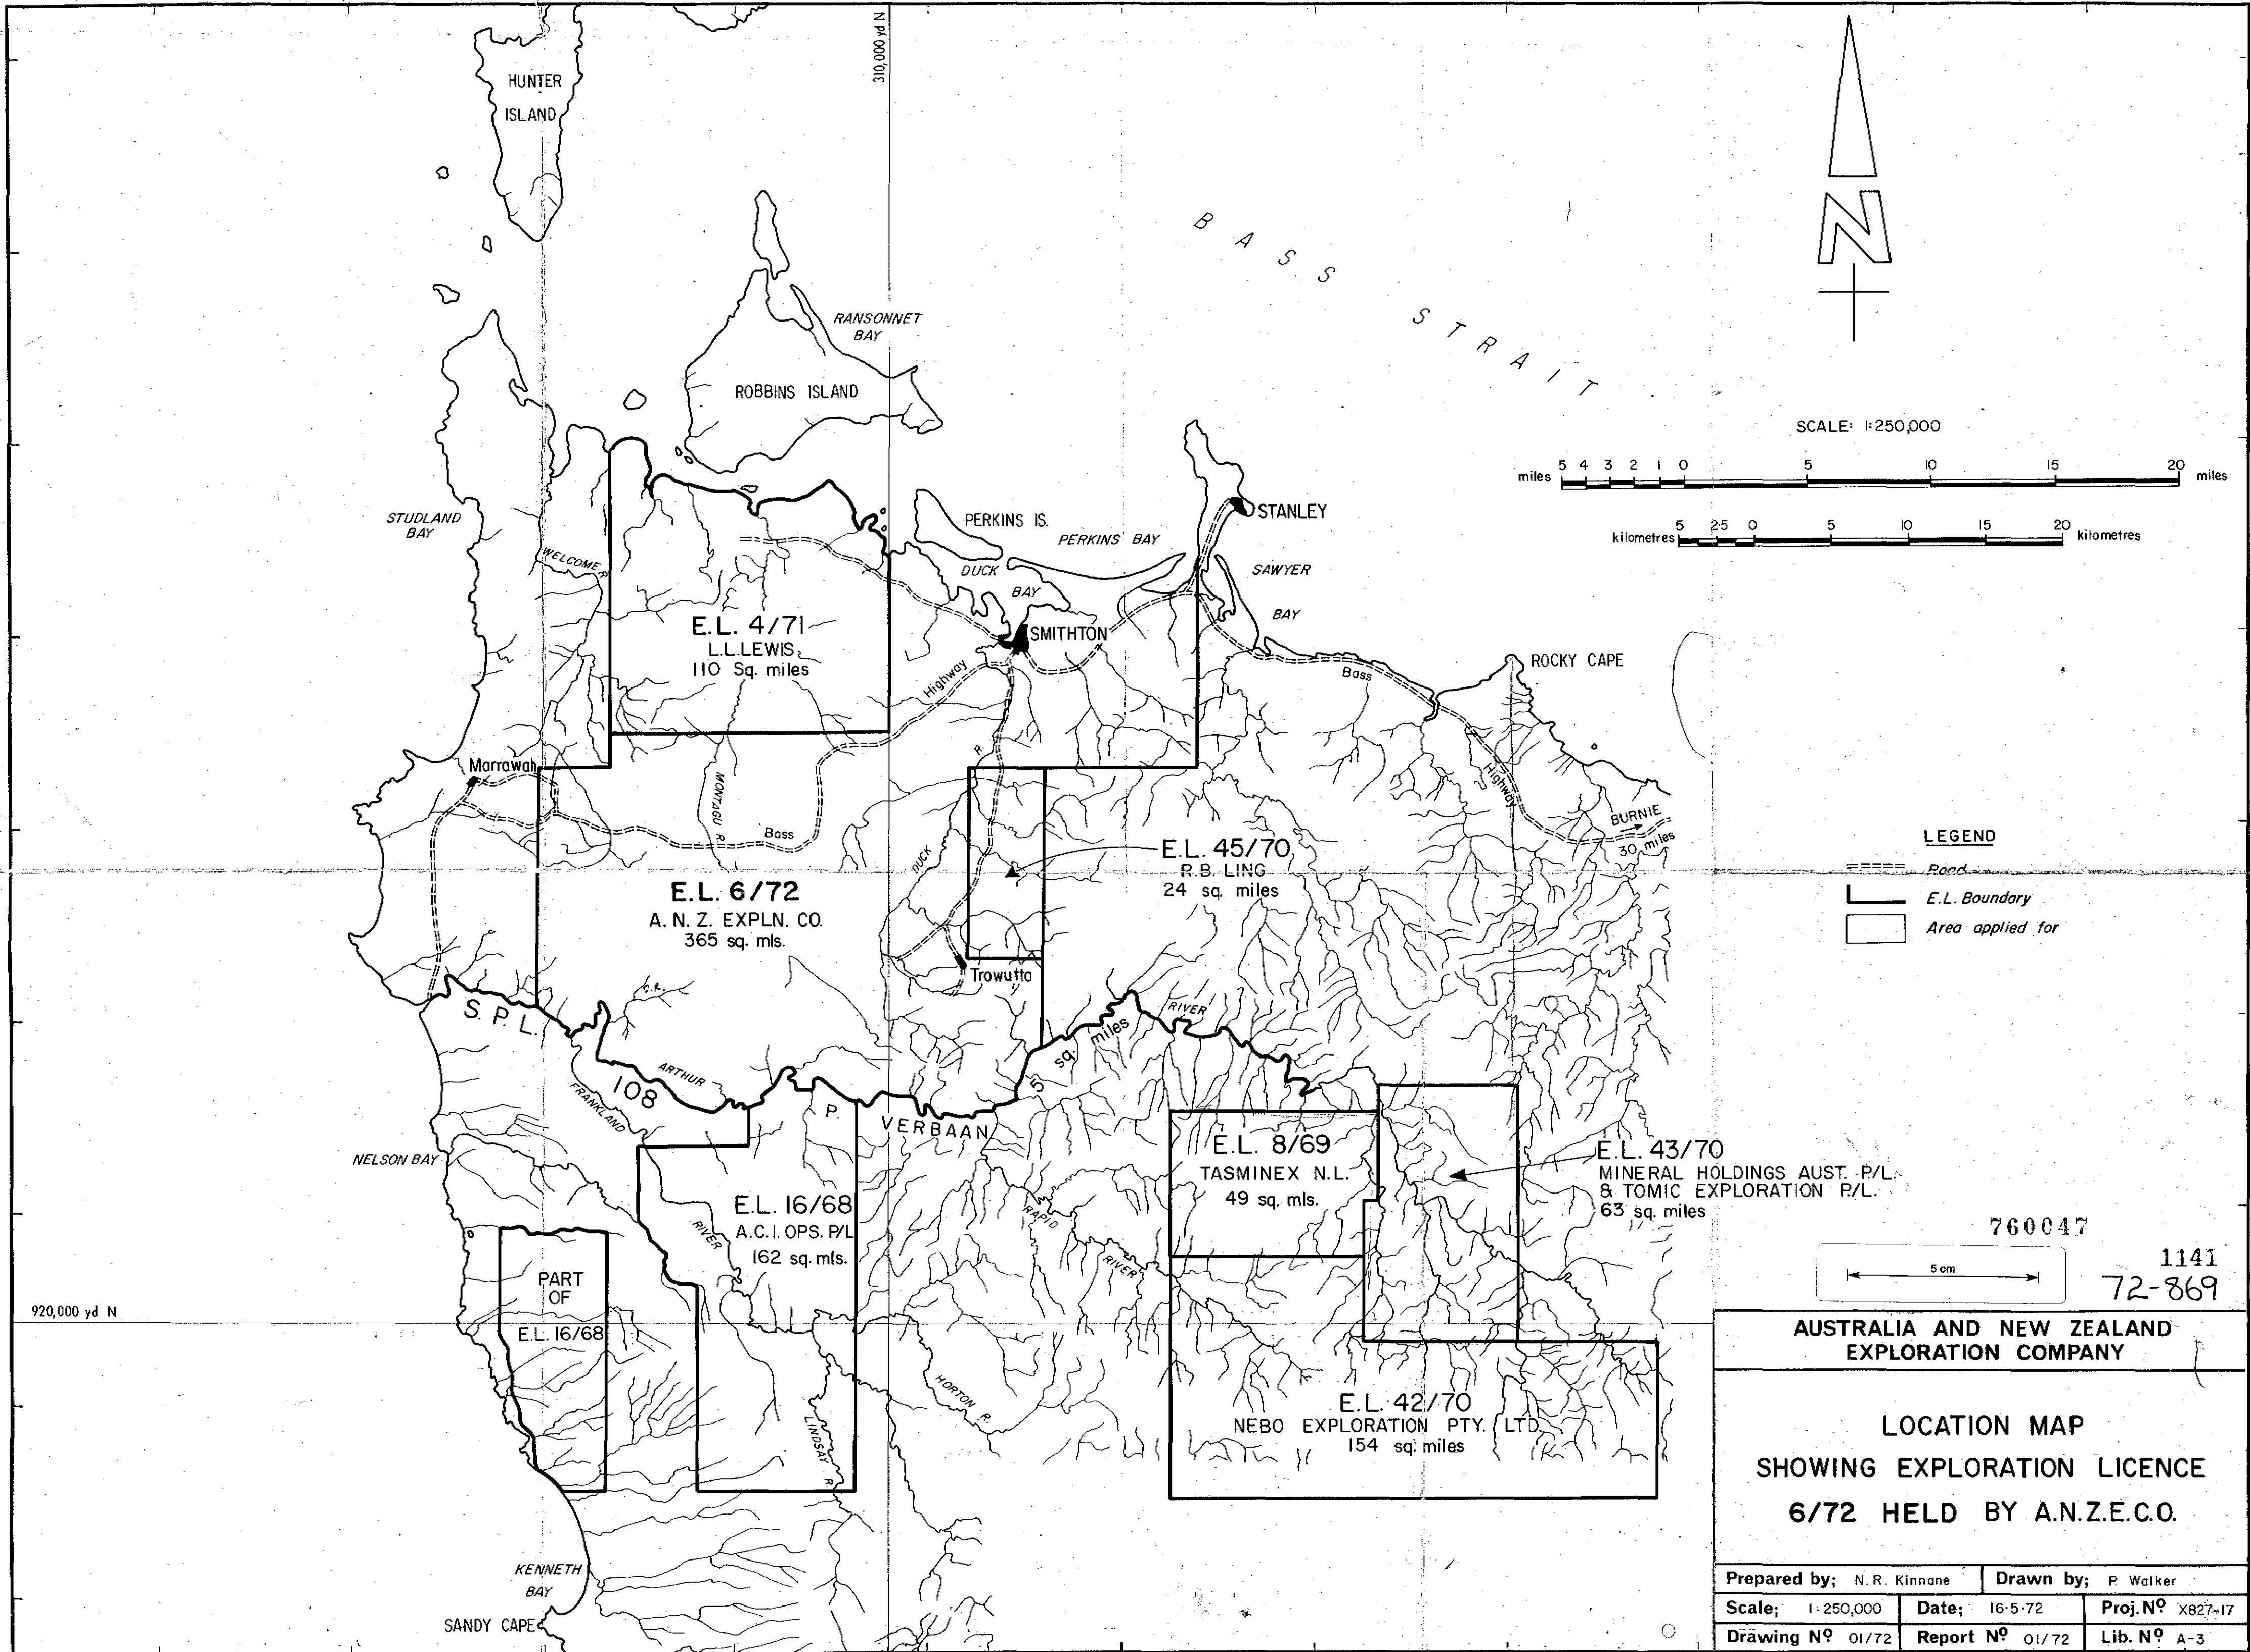 310,000 yd N
HUNTER
ISLAND
BASS STRAIT
N
RANSONNET
BAY
ROBBINS ISLAND
SCALE: 1:250,000
miles 5 4 3 2 1 0 5 10 15 20 miles
kilometres 5 2·5 0 5 10 15 20 kilometres
STUDLAND
BAY
WELCOME R.
PERKINS IS.
PERKINS BAY
STANLEY
DUCK
BAY
SAWYER
BAY
E.L. 4/71
L.L.LEWIS
110 Sq. miles
SMITHTON
Highway
Bass
ROCKY CAPE
Marrawah
R.
MONTAGU R.
Bass
Highway
BURNIE
30 miles
DUCK
E.L. 45/70
R.B. LING
24 sq. miles
E.L. 6/72
A. N. Z. EXPLN. CO.
365 sq. mls.
LEGEND
Road
E.L. Boundary
Area applied for
Trowutta
S. P. L.
108
ARTHUR
RIVER
5 sq. miles
FRANKLAND
P. VERBAAN
NELSON BAY
E.L. 8/69
TASMINEX N.L.
49 sq. mls.
E.L. 43/70
MINERAL HOLDINGS AUST. P/L.
& TOMIC EXPLORATION P/L.
63 sq. miles
E.L. 16/68
A.C.I. OPS. P/L
162 sq. mls.
RIVER
RAPID
RIVER
PART
OF
E.L. 16/68
920,000 yd N
HORTON R.
LINDSAY R.
E.L. 42/70
NEBO EXPLORATION PTY. LTD.
154 sq. miles
KENNETH
BAY
SANDY CAPE
760047
5 cm
1141
72-869
AUSTRALIA AND NEW ZEALAND
EXPLORATION COMPANY
LOCATION MAP
SHOWING EXPLORATION LICENCE
6/72 HELD BY A.N.Z.E.C.O.
Prepared by; N. R. Kinnane Drawn by; P. Walker
Scale; 1:250,000 Date; 16·5·72 Proj. Nº X827-17
Drawing Nº 01/72 Report Nº 01/72 Lib. Nº A-3